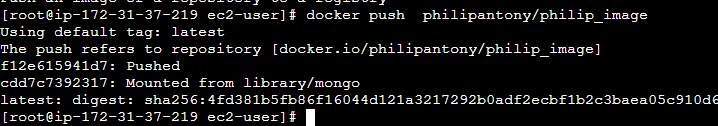 [root@ip-172-31-37-219 ec2-user]# docker push  philipantony/philip_image
Using default tag: latest
The push refers to repository [docker.io/philipantony/philip_image]
f12e615941d7: Pushed
cdd7c7392317: Mounted from library/mongo
latest: digest: sha256:4fd381b5fb86f16044d121a3217292b0adf2ecbf1b2c3baea05c910d6
[root@ip-172-31-37-219 ec2-user]#